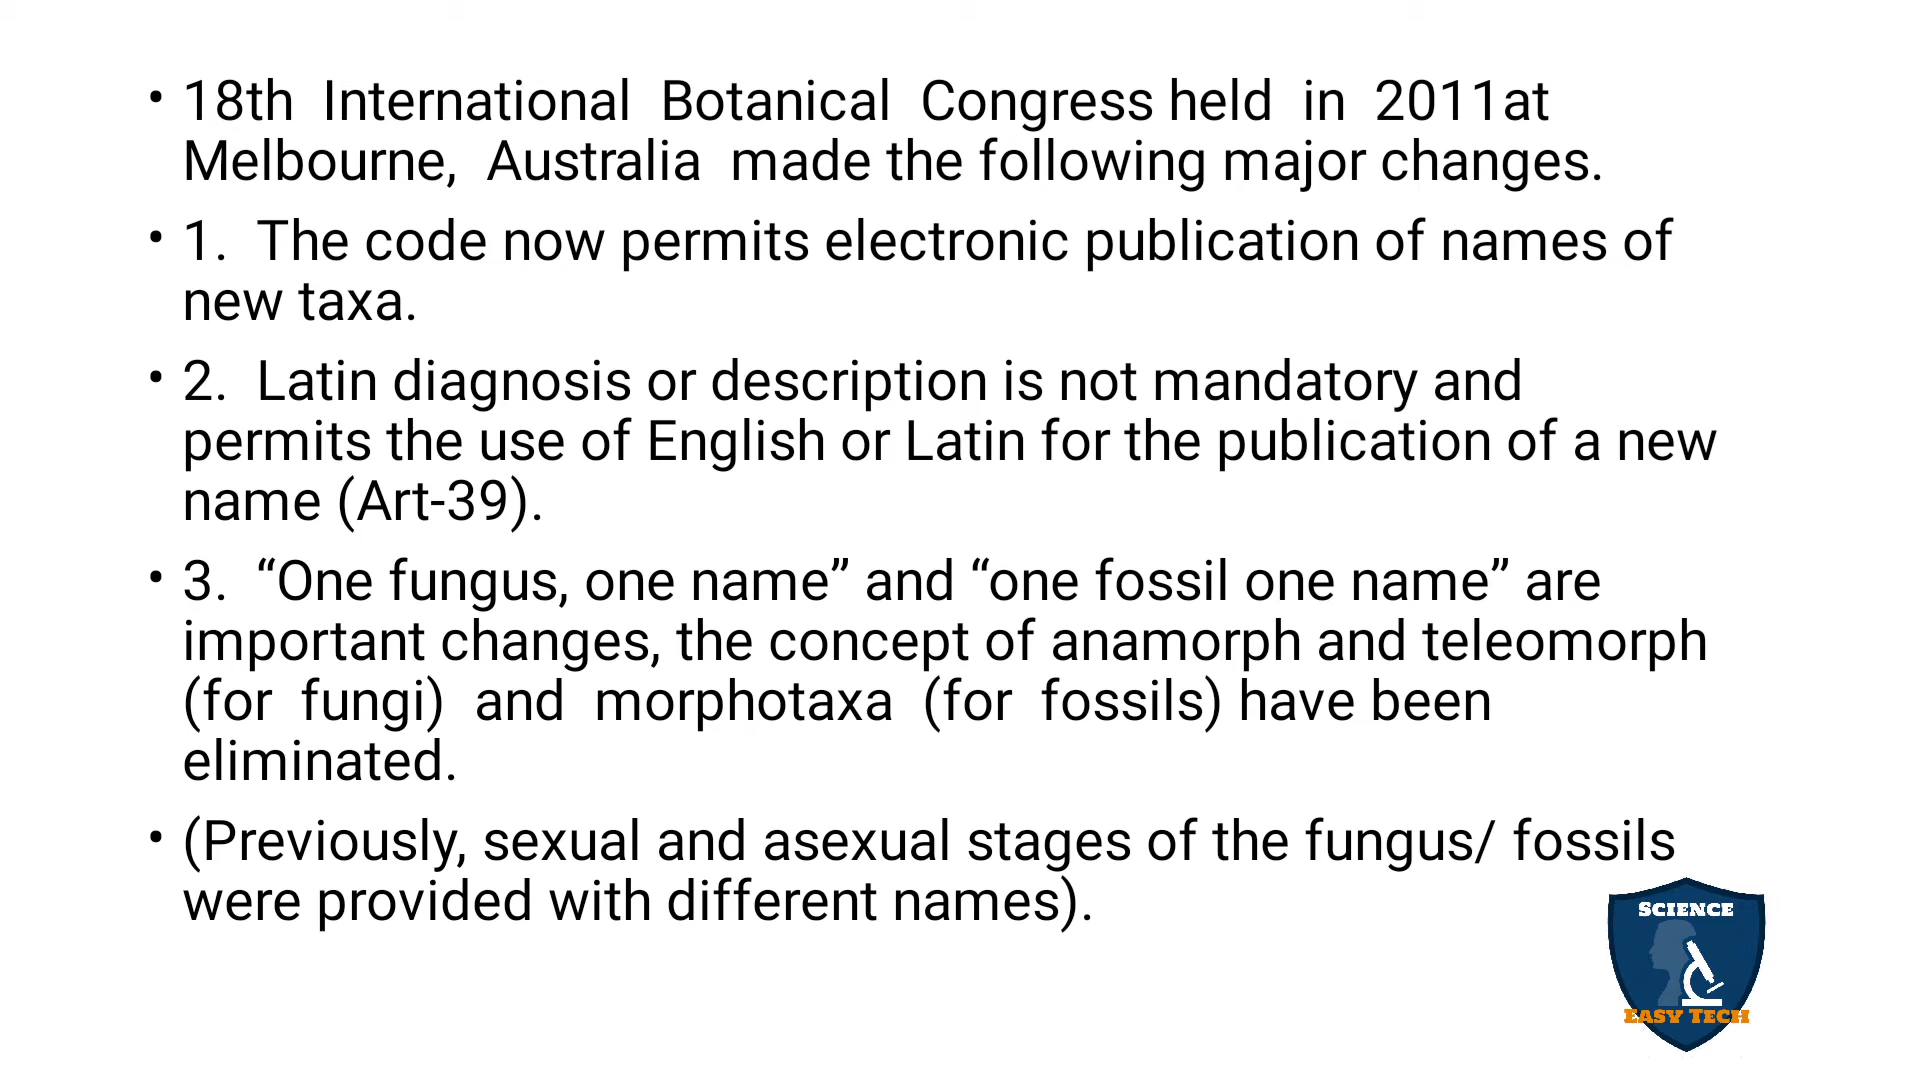 • 18th International Botanical Congress held in 2011at
Melbourne, Australia made the following major changes.
• 1. The code now permits electronic publication of names of
new taxa.
• 2. Latin diagnosis or description is not mandatory and
permits the use of English or Latin for the publication of a new
name (Art-39).
• 3. “One fungus, one name” and “one fossil one name” are
important changes, the concept of anamorph and teleomorph
(for fungi) and morphotaxa (for fossils) have been
eliminated.
• (Previously, sexual and asexual stages of the fungus/ fossils
were provided with different names).
SCIENCE
EASY TECH